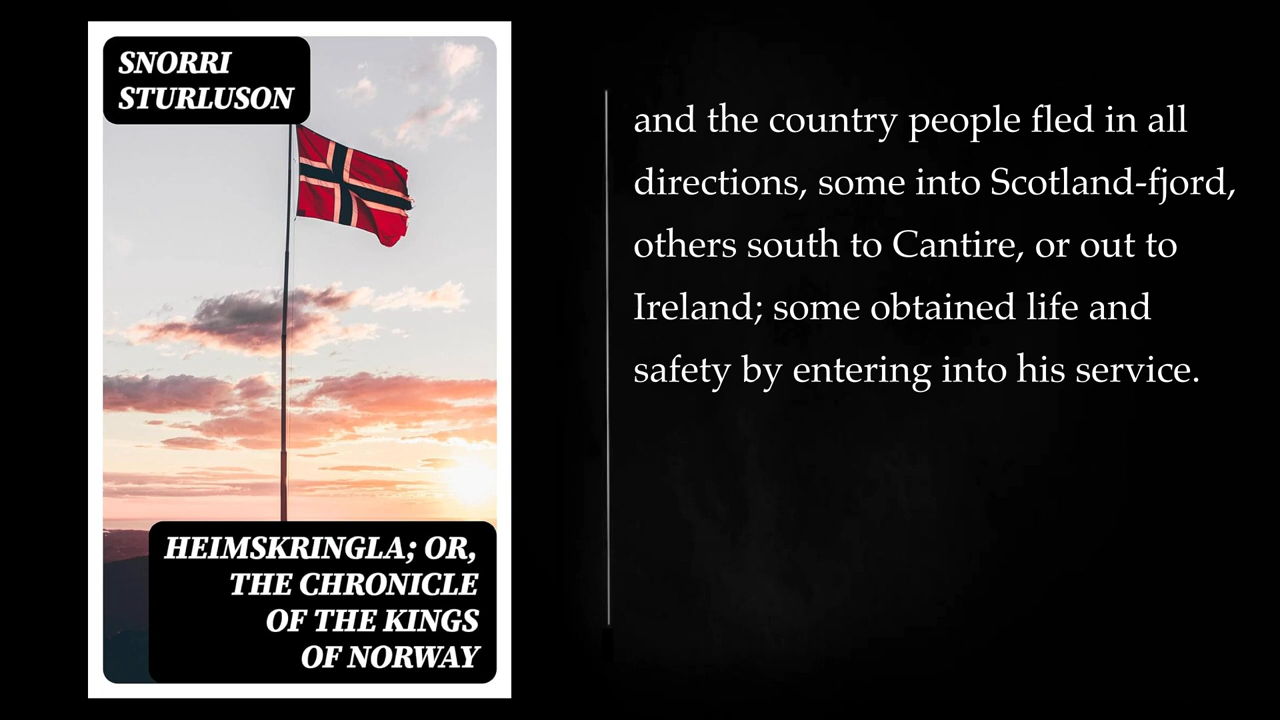 SNORRI
STURLUSON
HEIMSKRINGLA; OR,
THE CHRONICLE
OF THE KINGS
OF NORWAY
and the country people fled in all
directions, some into Scotland-fjord,
others south to Cantire, or out to
Ireland; some obtained life and
safety by entering into his service.